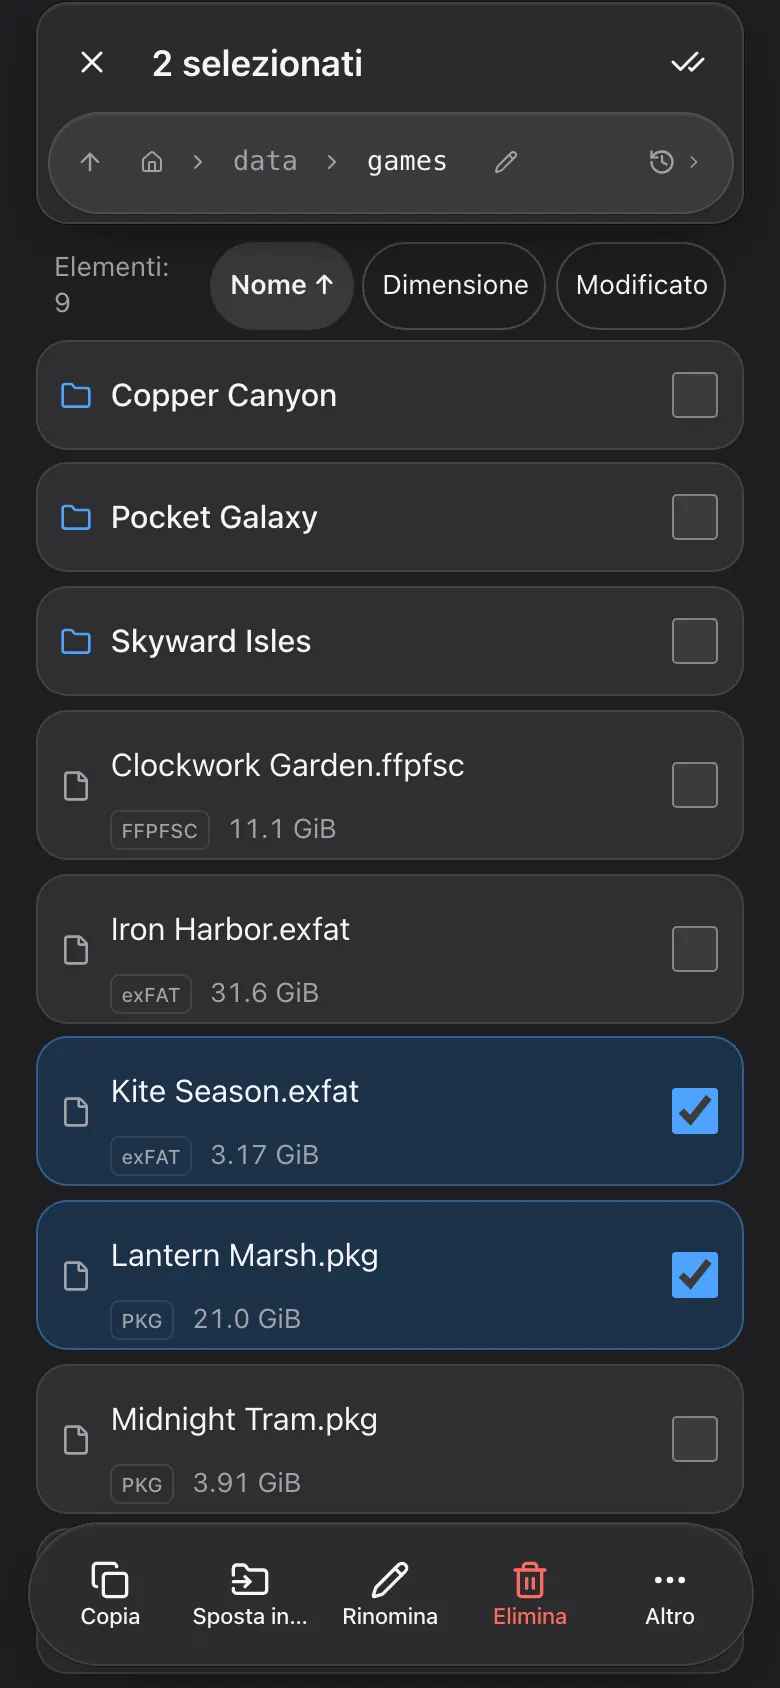 2 selezionati
data > games
Elementi:
9
Nome ↑
Dimensione
Modificato
Copper Canyon
Pocket Galaxy
Skyward Isles
Clockwork Garden.ffpfsc
FFPFSC 11.1 GiB
Iron Harbor.exfat
exFAT 31.6 GiB
Kite Season.exfat
exFAT 3.17 GiB
Lantern Marsh.pkg
PKG 21.0 GiB
Midnight Tram.pkg
PKG 3.91 GiB
Copia
Sposta in...
Rinomina
Elimina
Altro